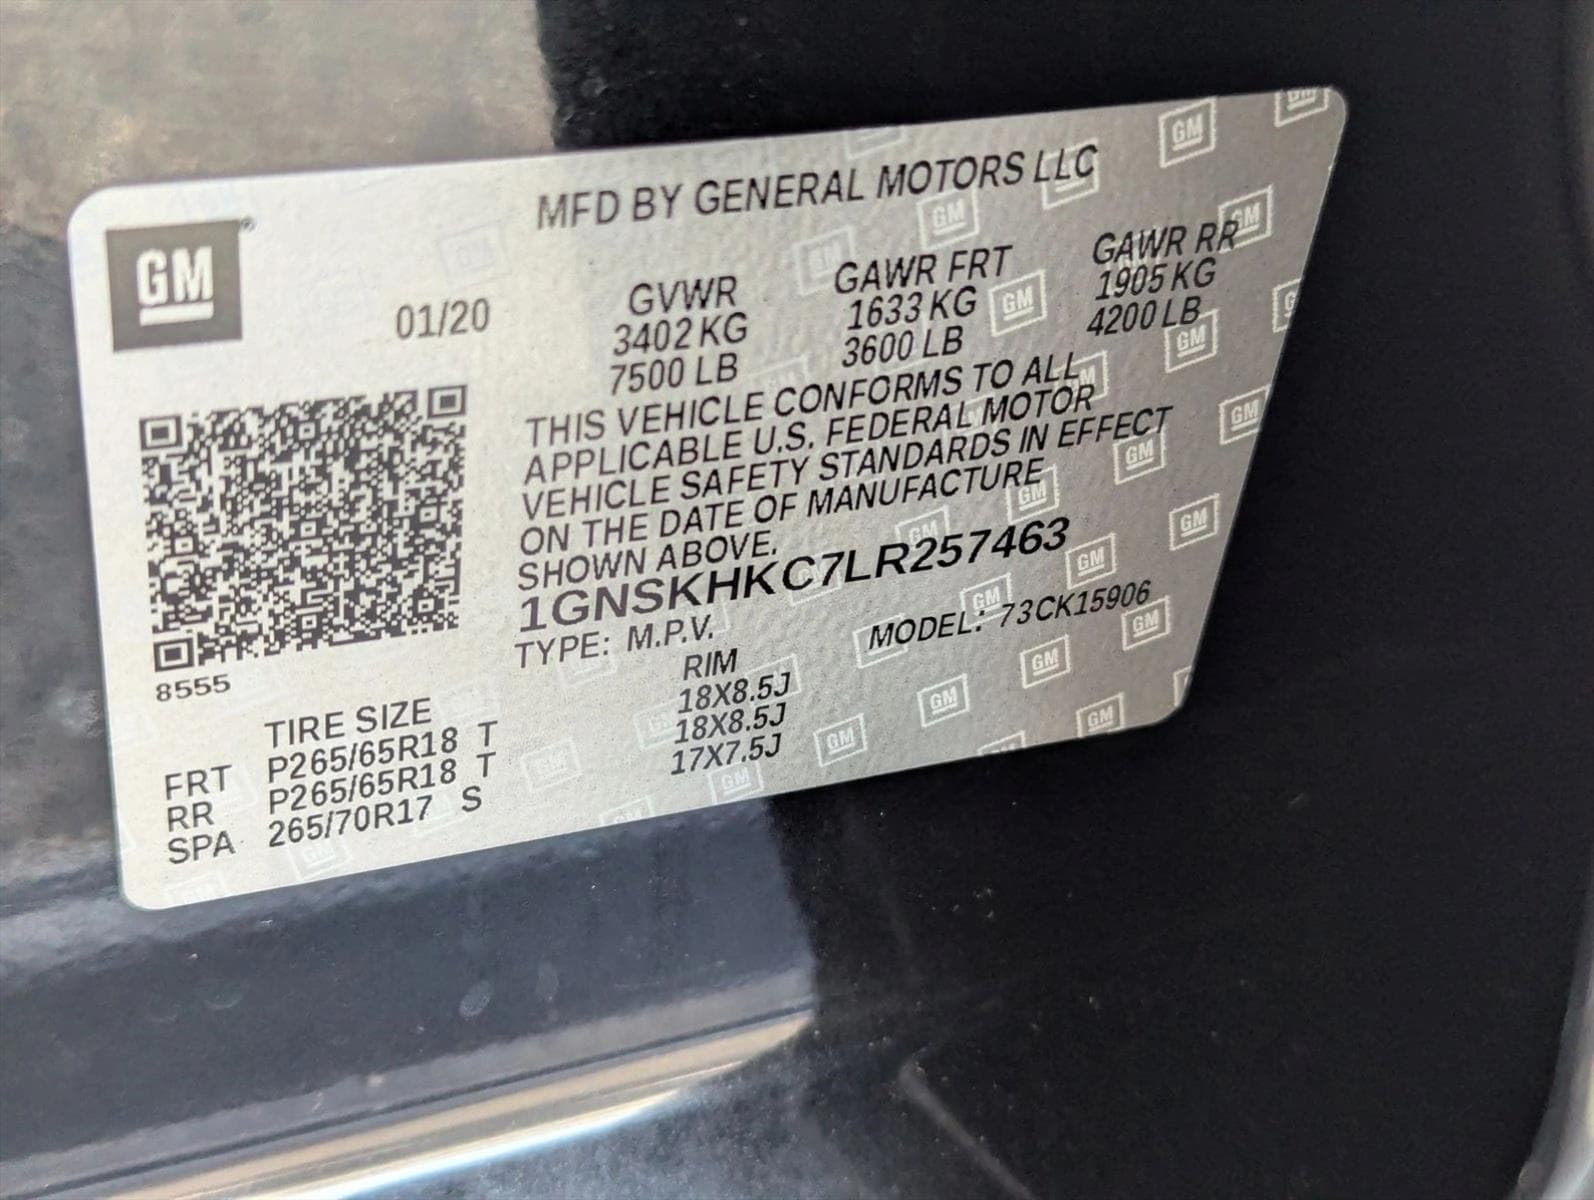 GM
MFD BY GENERAL MOTORS LLC
01/20
GVWR GAWR FRT GAWR RR
3402 KG 1633 KG 1905 KG
7500 LB 3600 LB 4200 LB
THIS VEHICLE CONFORMS TO ALL
APPLICABLE U.S. FEDERAL MOTOR
VEHICLE SAFETY STANDARDS IN EFFECT
ON THE DATE OF MANUFACTURE
SHOWN ABOVE.
1GNSKHKC7LR257463
TYPE: M.P.V. MODEL: 73CK15906
8555
TIRE SIZE RIM
FRT P265/65R18 T 18X8.5J
RR P265/65R18 T 18X8.5J
SPA 265/70R17 S 17X7.5J